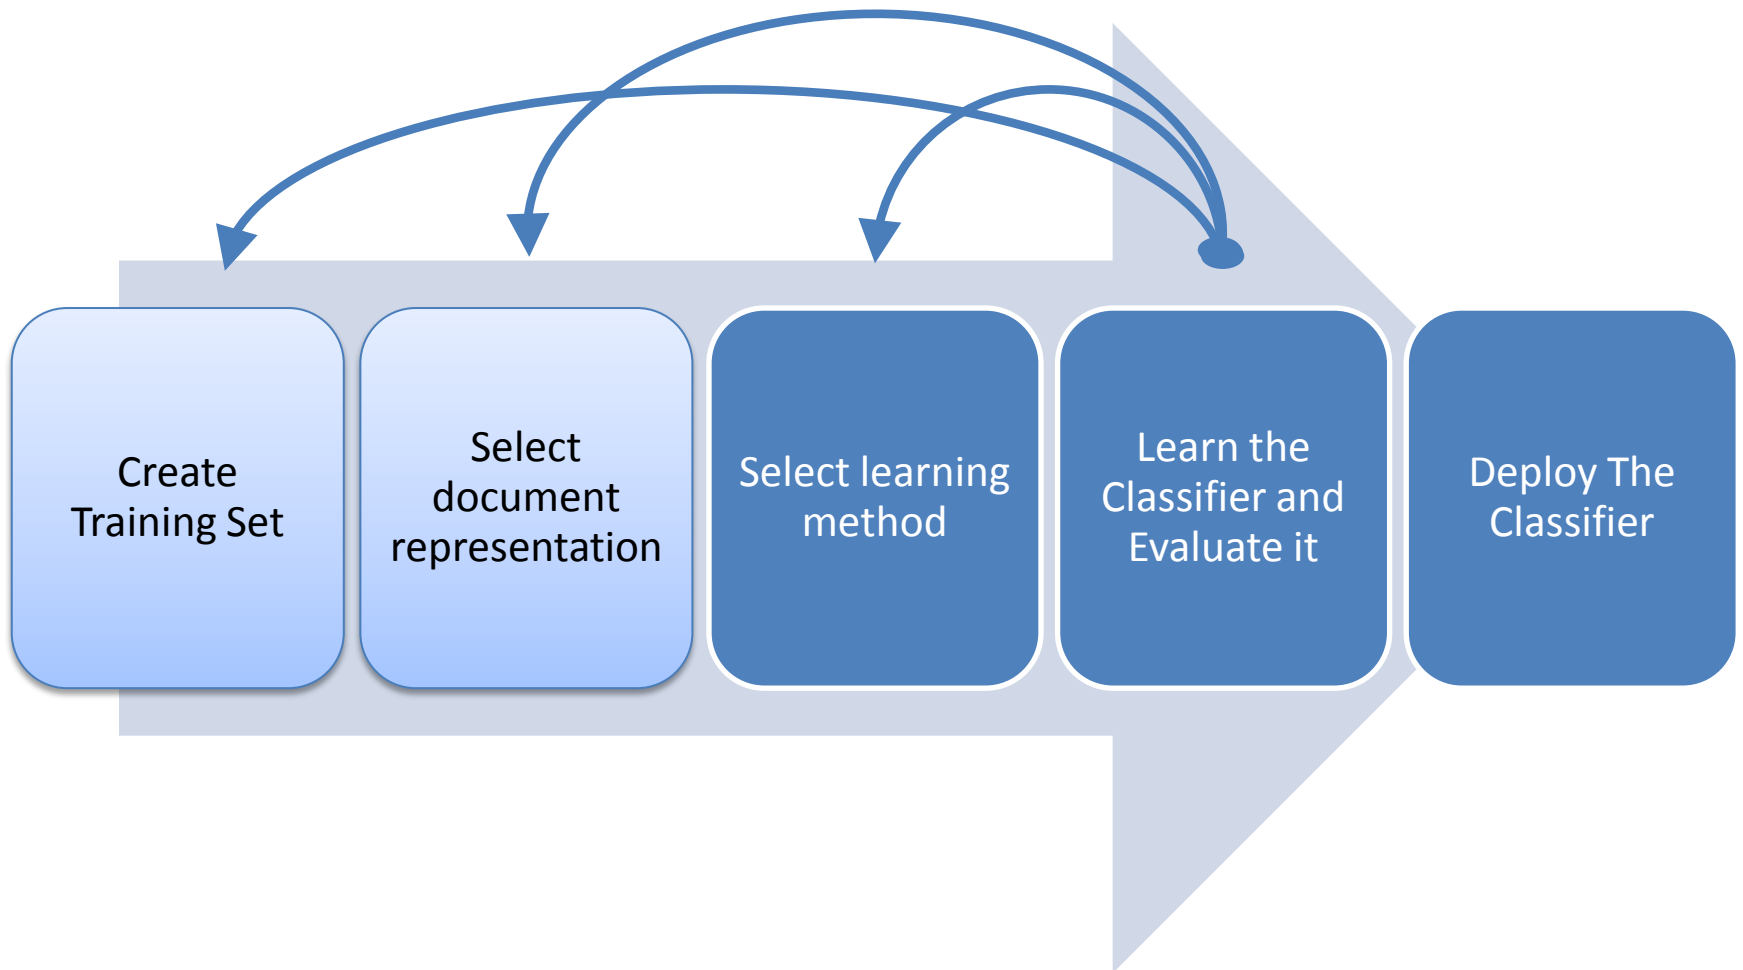 Create
Training Set
Select
document
representation
Select learning
method
Learn the
Classifier and
Evaluate it
Deploy The
Classifier